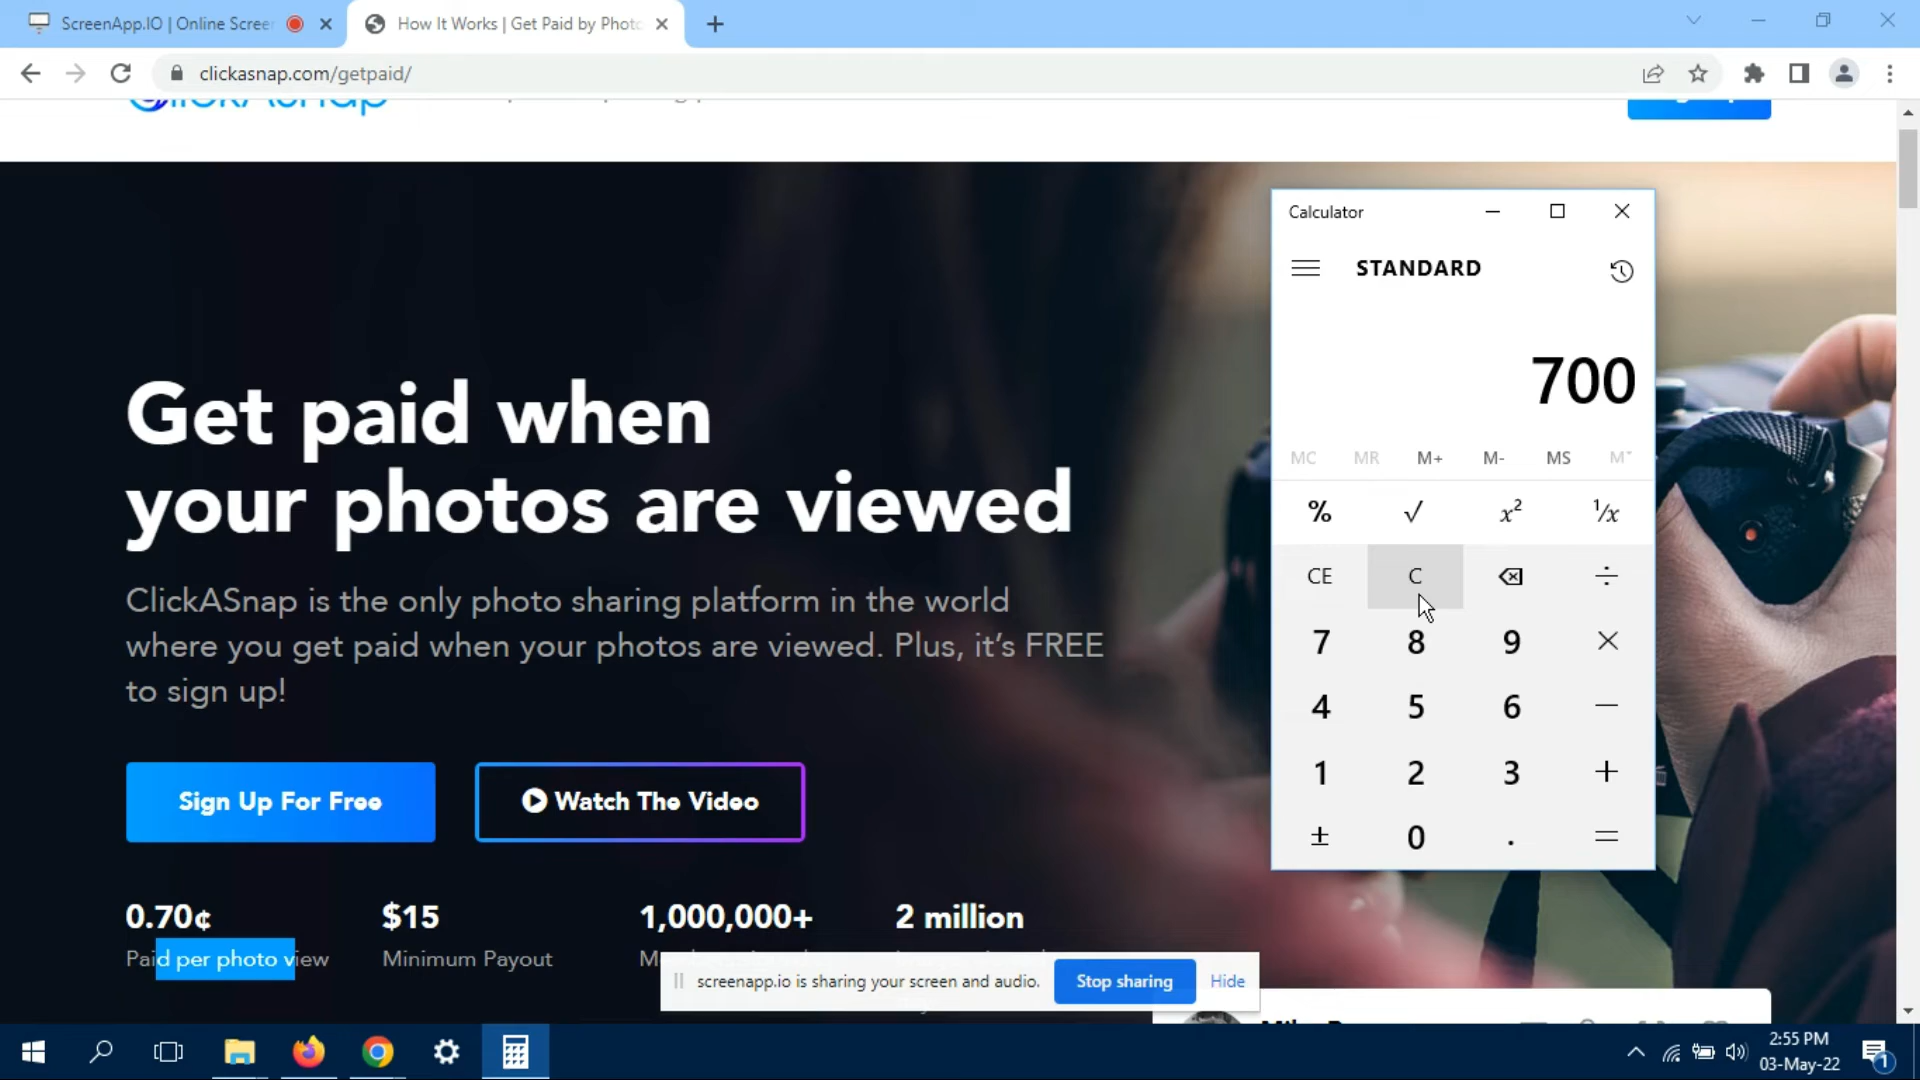 ScreenApp.IO | Online Scree
How It Works | Get Paid by Phot
clickasnap.com/getpaid/
ClickASnap
Get paid when
your photos are viewed
ClickASnap is the only photo sharing platform in the world
where you get paid when your photos are viewed. Plus, it's FREE
to sign up!
Sign Up For Free
Watch The Video
0.70¢
Paid per photo view
$15
Minimum Payout
1,000,000+
2 million
Calculator
STANDARD
700
MC MR M+ M- MS M˅
% √ x² ¹/x
CE C ÷
7 8 9 ×
4 5 6 −
1 2 3 +
± 0 . =
screenapp.io is sharing your screen and audio.
Stop sharing
Hide
2:55 PM
03-May-22
1